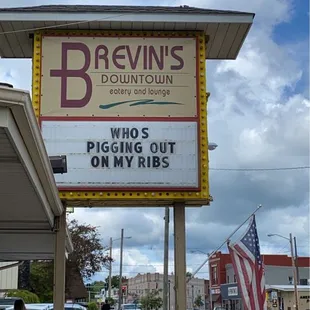 BREVIN'S
DOWNTOWN
eatery and lounge
WHOS
PIGGING OUT
ON MY RIBS